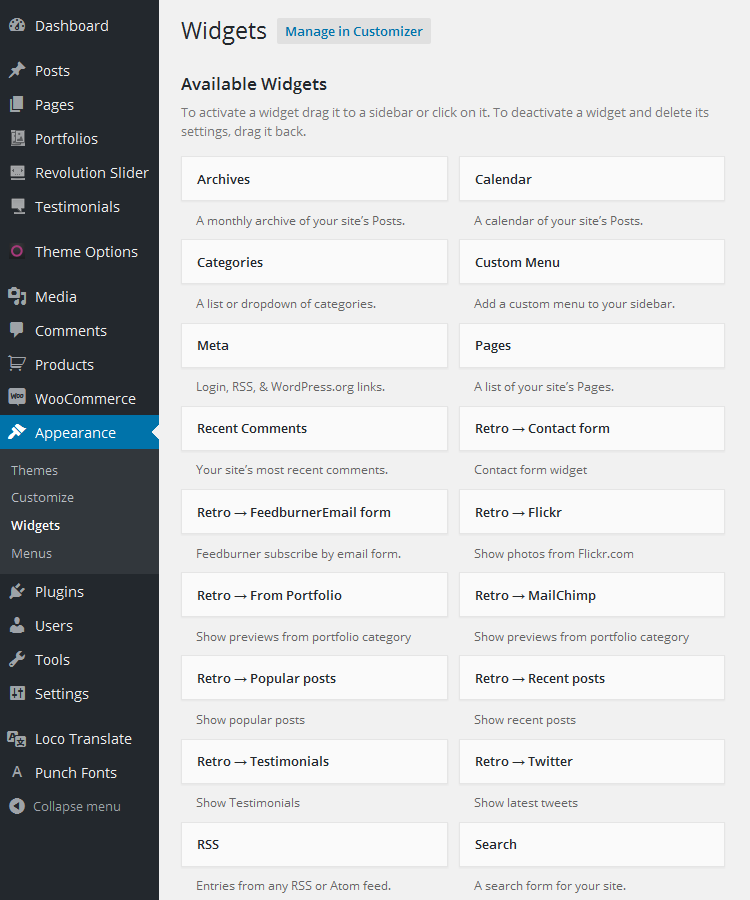 Dashboard
Posts
Pages
Portfolios
Revolution Slider
Testimonials
Theme Options
Media
Comments
Products
Woo
WooCommerce
Appearance
Themes
Customize
Widgets
Menus
Plugins
Users
Tools
Settings
Loco Translate
A
Punch Fonts
Collapse menu
Widgets
Manage in Customizer
Available Widgets
To activate a widget drag it to a sidebar or click on it. To deactivate a widget and delete its
settings, drag it back.
Archives
Calendar
A monthly archive of your site’s Posts.
A calendar of your site’s Posts.
Categories
Custom Menu
A list or dropdown of categories.
Add a custom menu to your sidebar.
Meta
Pages
Login, RSS, & WordPress.org links.
A list of your site’s Pages.
Recent Comments
Retro → Contact form
Your site’s most recent comments.
Contact form widget
Retro → FeedburnerEmail form
Retro → Flickr
Feedburner subscribe by email form.
Show photos from Flickr.com
Retro → From Portfolio
Retro → MailChimp
Show previews from portfolio category
Show previews from portfolio category
Retro → Popular posts
Retro → Recent posts
Show popular posts
Show recent posts
Retro → Testimonials
Retro → Twitter
Show Testimonials
Show latest tweets
RSS
Search
Entries from any RSS or Atom feed.
A search form for your site.